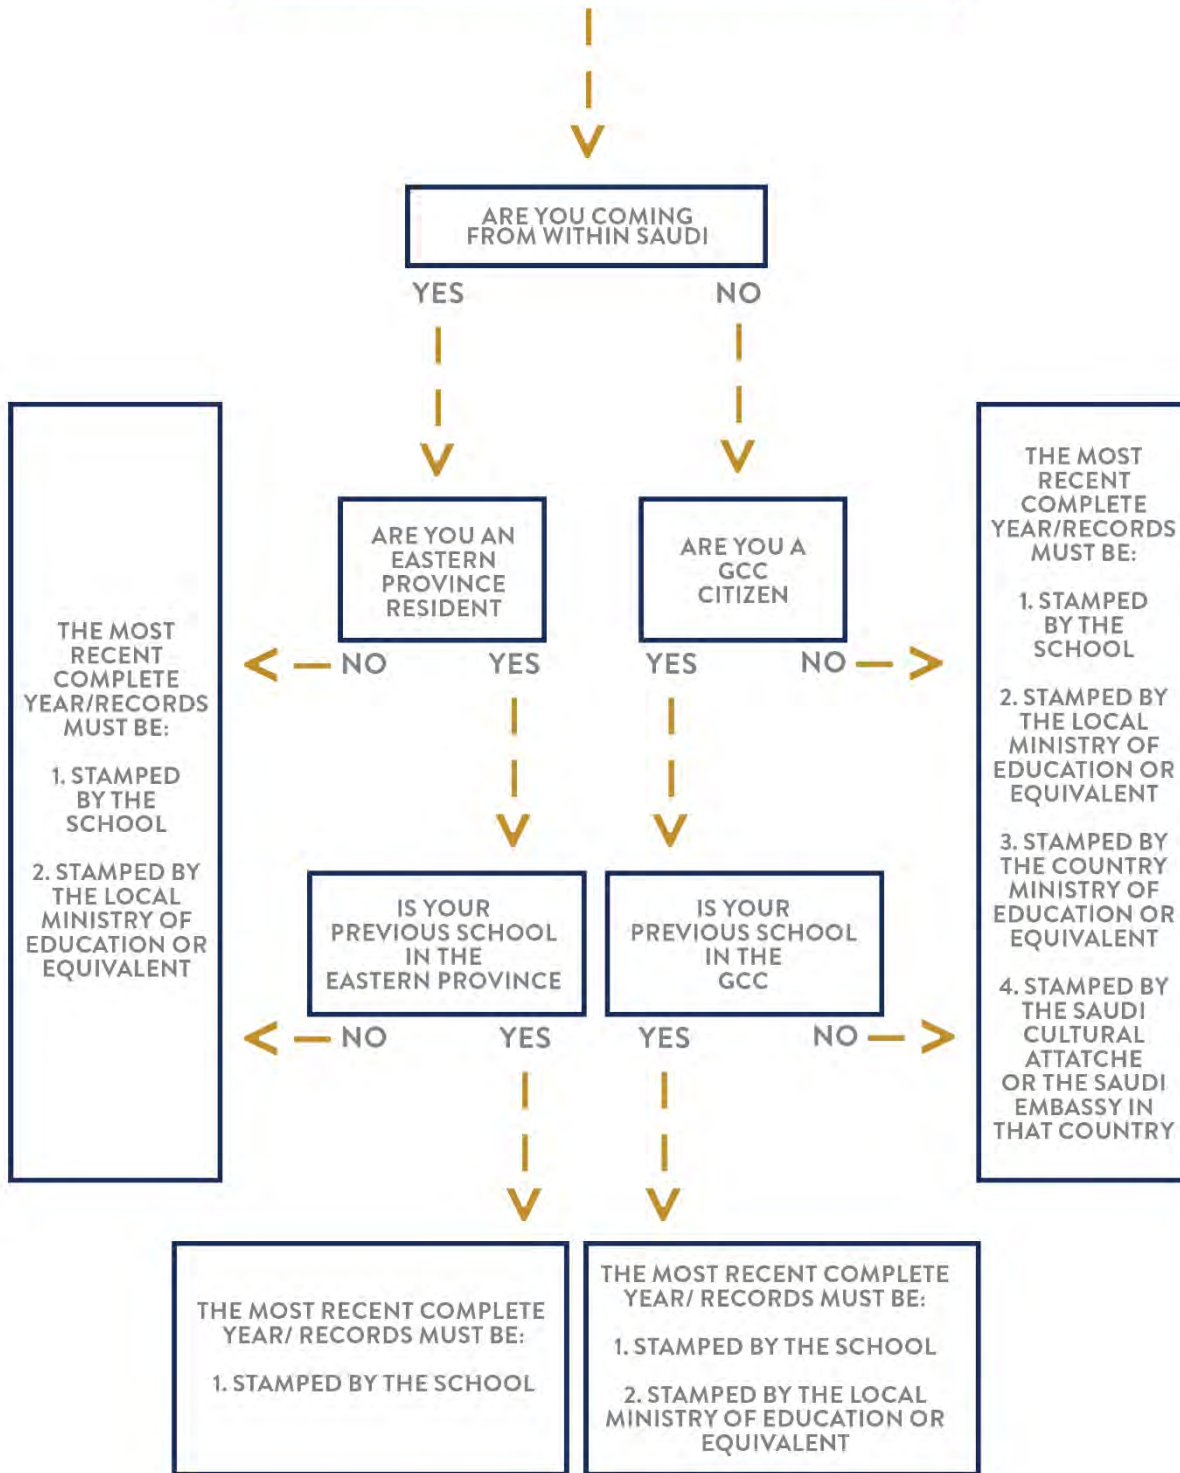 ARE YOU COMING
FROM WITHIN SAUDI
YES
NO
ARE YOU AN
EASTERN
PROVINCE
RESIDENT
ARE YOU A
GCC
CITIZEN
NO
YES
YES
NO
THE MOST
RECENT
COMPLETE
YEAR/RECORDS
MUST BE:
1. STAMPED
BY THE
SCHOOL
2. STAMPED BY
THE LOCAL
MINISTRY OF
EDUCATION OR
EQUIVALENT
THE MOST
RECENT
COMPLETE
YEAR/RECORDS
MUST BE:
1. STAMPED
BY THE
SCHOOL
2. STAMPED BY
THE LOCAL
MINISTRY OF
EDUCATION OR
EQUIVALENT
3. STAMPED BY
THE COUNTRY
MINISTRY OF
EDUCATION OR
EQUIVALENT
4. STAMPED BY
THE SAUDI
CULTURAL
ATTATCHE
OR THE SAUDI
EMBASSY IN
THAT COUNTRY
IS YOUR
PREVIOUS SCHOOL
IN THE
EASTERN PROVINCE
IS YOUR
PREVIOUS SCHOOL
IN THE
GCC
NO
YES
YES
NO
THE MOST RECENT COMPLETE
YEAR/ RECORDS MUST BE:
1. STAMPED BY THE SCHOOL
THE MOST RECENT COMPLETE
YEAR/ RECORDS MUST BE:
1. STAMPED BY THE SCHOOL
2. STAMPED BY THE LOCAL
MINISTRY OF EDUCATION OR
EQUIVALENT